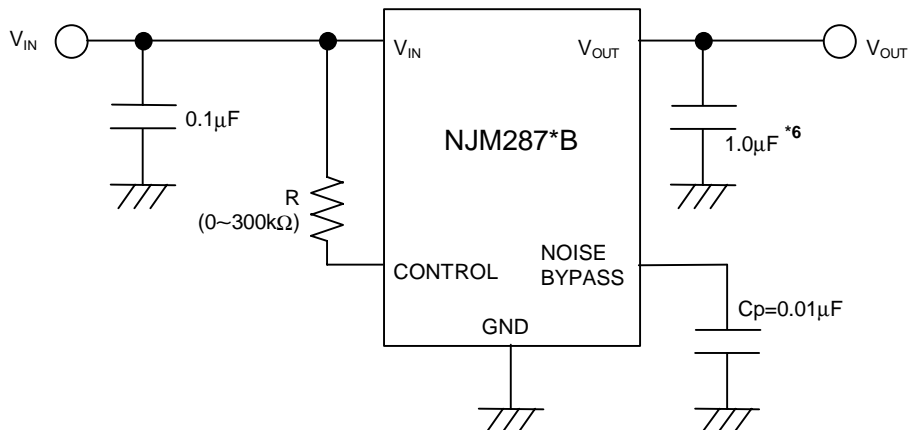 V_IN
V_IN
V_OUT
V_OUT
0.1µF
NJM287*B
1.0µF *6
R
(0~300kΩ)
CONTROL
NOISE
BYPASS
Cp=0.01µF
GND